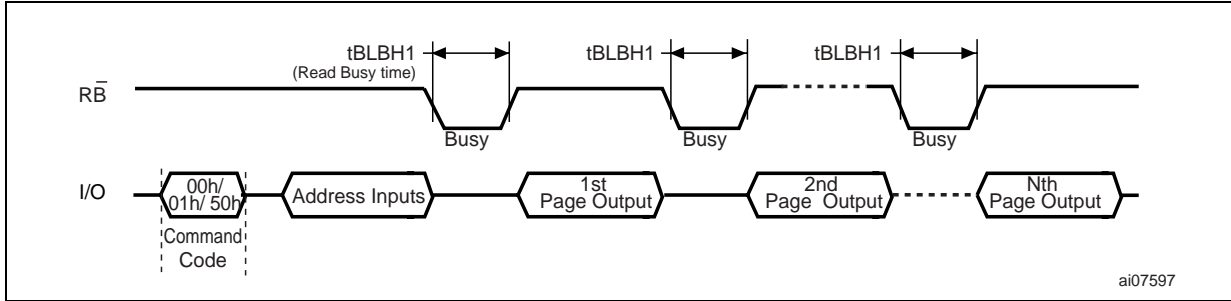 tBLBH1 tBLBH1 tBLBH1
(Read Busy time)
RB̅
Busy Busy Busy
I/O
00h/
01h/ 50h
Address Inputs
1st
Page Output
2nd
Page Output
Nth
Page Output
Command
Code
ai07597